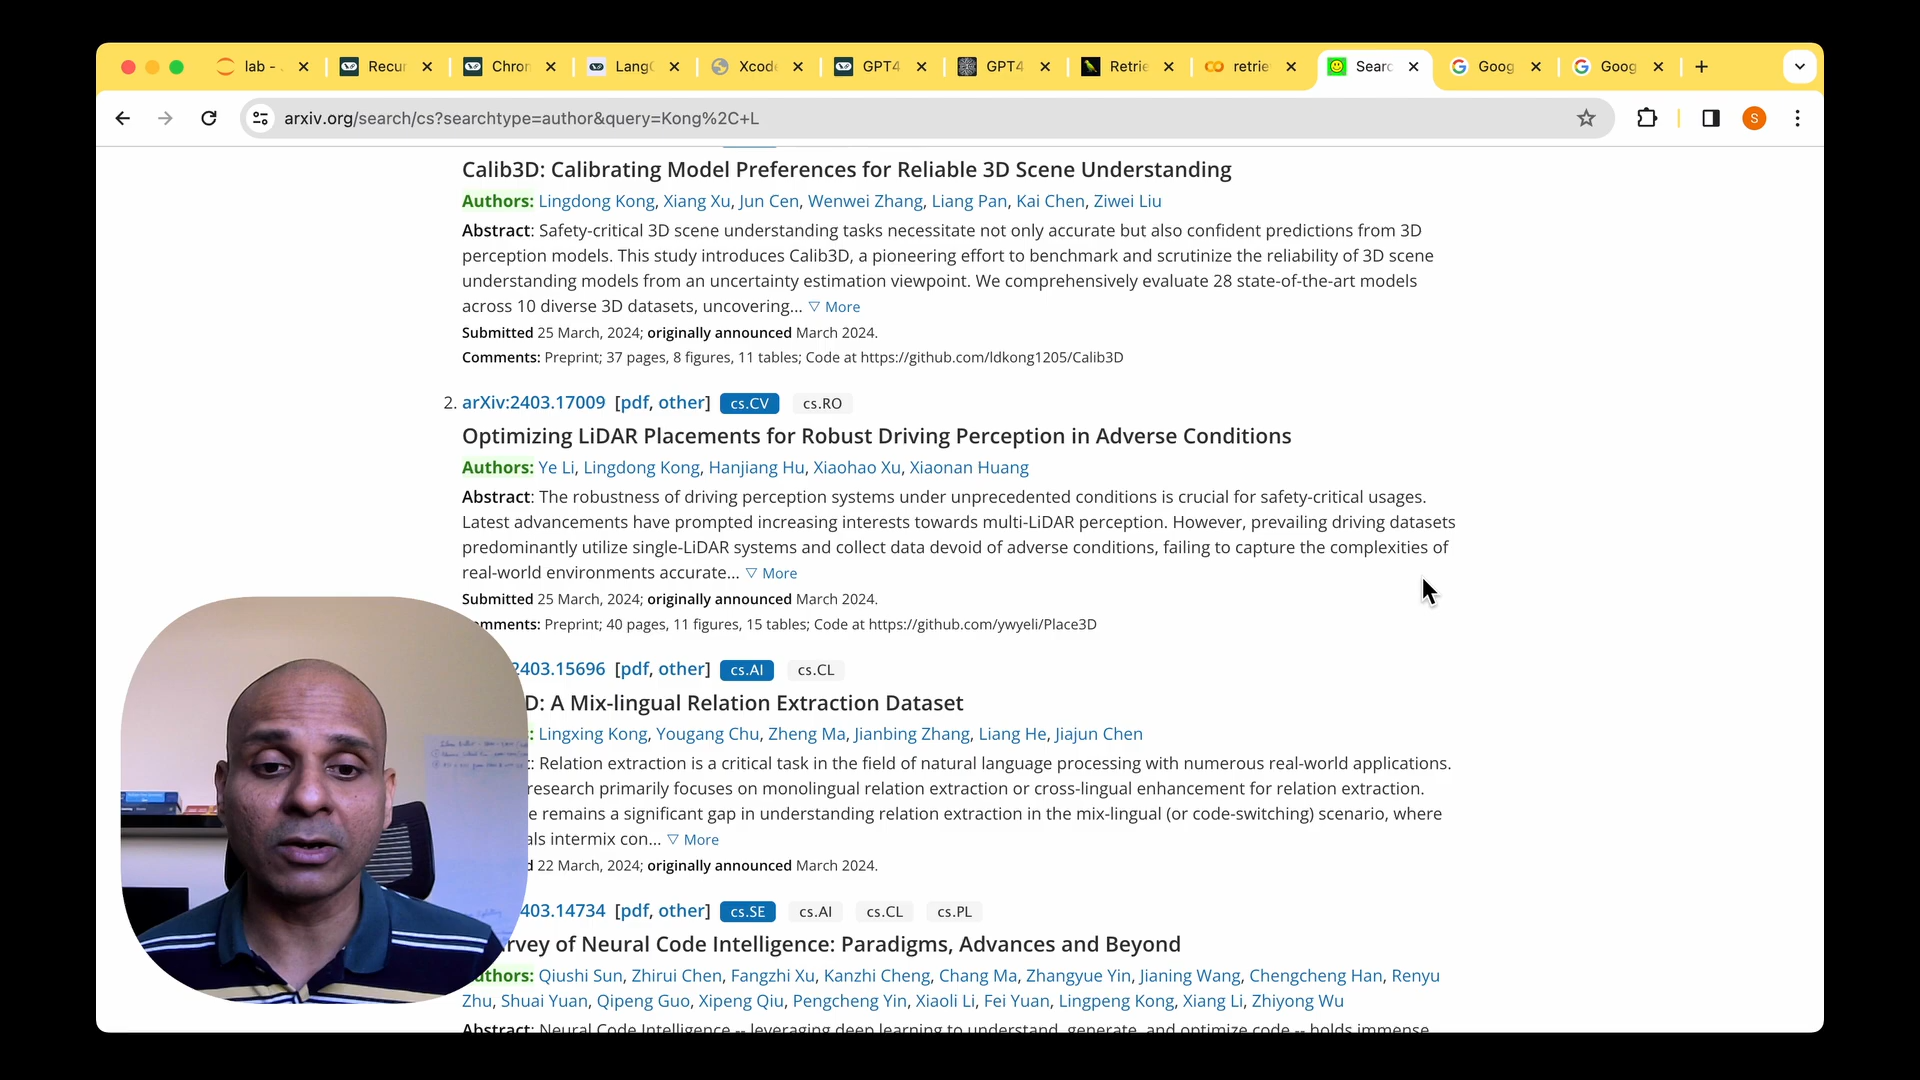 lab -
Recur
Chron
LangC
Xcode
GPT4
GPT4
Retrie
retrie
Searc
Goog
Goog
arxiv.org/search/cs?searchtype=author&query=Kong%2C+L
S
Calib3D: Calibrating Model Preferences for Reliable 3D Scene Understanding
Authors: Lingdong Kong, Xiang Xu, Jun Cen, Wenwei Zhang, Liang Pan, Kai Chen, Ziwei Liu
Abstract: Safety-critical 3D scene understanding tasks necessitate not only accurate but also confident predictions from 3D
perception models. This study introduces Calib3D, a pioneering effort to benchmark and scrutinize the reliability of 3D scene
understanding models from an uncertainty estimation viewpoint. We comprehensively evaluate 28 state-of-the-art models
across 10 diverse 3D datasets, uncovering... ▽ More
Submitted 25 March, 2024; originally announced March 2024.
Comments: Preprint; 37 pages, 8 figures, 11 tables; Code at https://github.com/ldkong1205/Calib3D
2. arXiv:2403.17009 [pdf, other] cs.CV cs.RO
Optimizing LiDAR Placements for Robust Driving Perception in Adverse Conditions
Authors: Ye Li, Lingdong Kong, Hanjiang Hu, Xiaohao Xu, Xiaonan Huang
Abstract: The robustness of driving perception systems under unprecedented conditions is crucial for safety-critical usages.
Latest advancements have prompted increasing interests towards multi-LiDAR perception. However, prevailing driving datasets
predominantly utilize single-LiDAR systems and collect data devoid of adverse conditions, failing to capture the complexities of
real-world environments accurate... ▽ More
Submitted 25 March, 2024; originally announced March 2024.
mments: Preprint; 40 pages, 11 figures, 15 tables; Code at https://github.com/ywyeli/Place3D
2403.15696 [pdf, other] cs.AI cs.CL
D: A Mix-lingual Relation Extraction Dataset
: Lingxing Kong, Yougang Chu, Zheng Ma, Jianbing Zhang, Liang He, Jiajun Chen
: Relation extraction is a critical task in the field of natural language processing with numerous real-world applications.
research primarily focuses on monolingual relation extraction or cross-lingual enhancement for relation extraction.
e remains a significant gap in understanding relation extraction in the mix-lingual (or code-switching) scenario, where
als intermix con... ▽ More
d 22 March, 2024; originally announced March 2024.
403.14734 [pdf, other] cs.SE cs.AI cs.CL cs.PL
rvey of Neural Code Intelligence: Paradigms, Advances and Beyond
uthors: Qiushi Sun, Zhirui Chen, Fangzhi Xu, Kanzhi Cheng, Chang Ma, Zhangyue Yin, Jianing Wang, Chengcheng Han, Renyu
Zhu, Shuai Yuan, Qipeng Guo, Xipeng Qiu, Pengcheng Yin, Xiaoli Li, Fei Yuan, Lingpeng Kong, Xiang Li, Zhiyong Wu
Abstract: Neural Code Intelligence -- leveraging deep learning to understand, generate, and optimize code -- holds immense